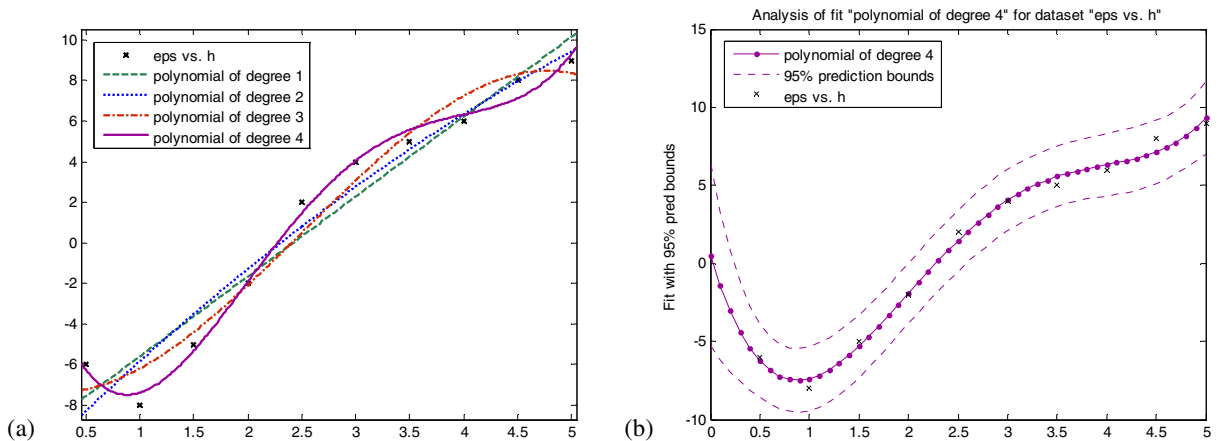 10
8
6
4
2
0
-2
-4
-6
-8
eps vs. h
polynomial of degree 1
polynomial of degree 2
polynomial of degree 3
polynomial of degree 4
0.5 1 1.5 2 2.5 3 3.5 4 4.5 5
(a)
Analysis of fit "polynomial of degree 4" for dataset "eps vs. h"
Fit with 95% pred bounds
15
10
5
0
-5
-10
polynomial of degree 4
95% prediction bounds
eps vs. h
0 0.5 1 1.5 2 2.5 3 3.5 4 4.5 5
(b)